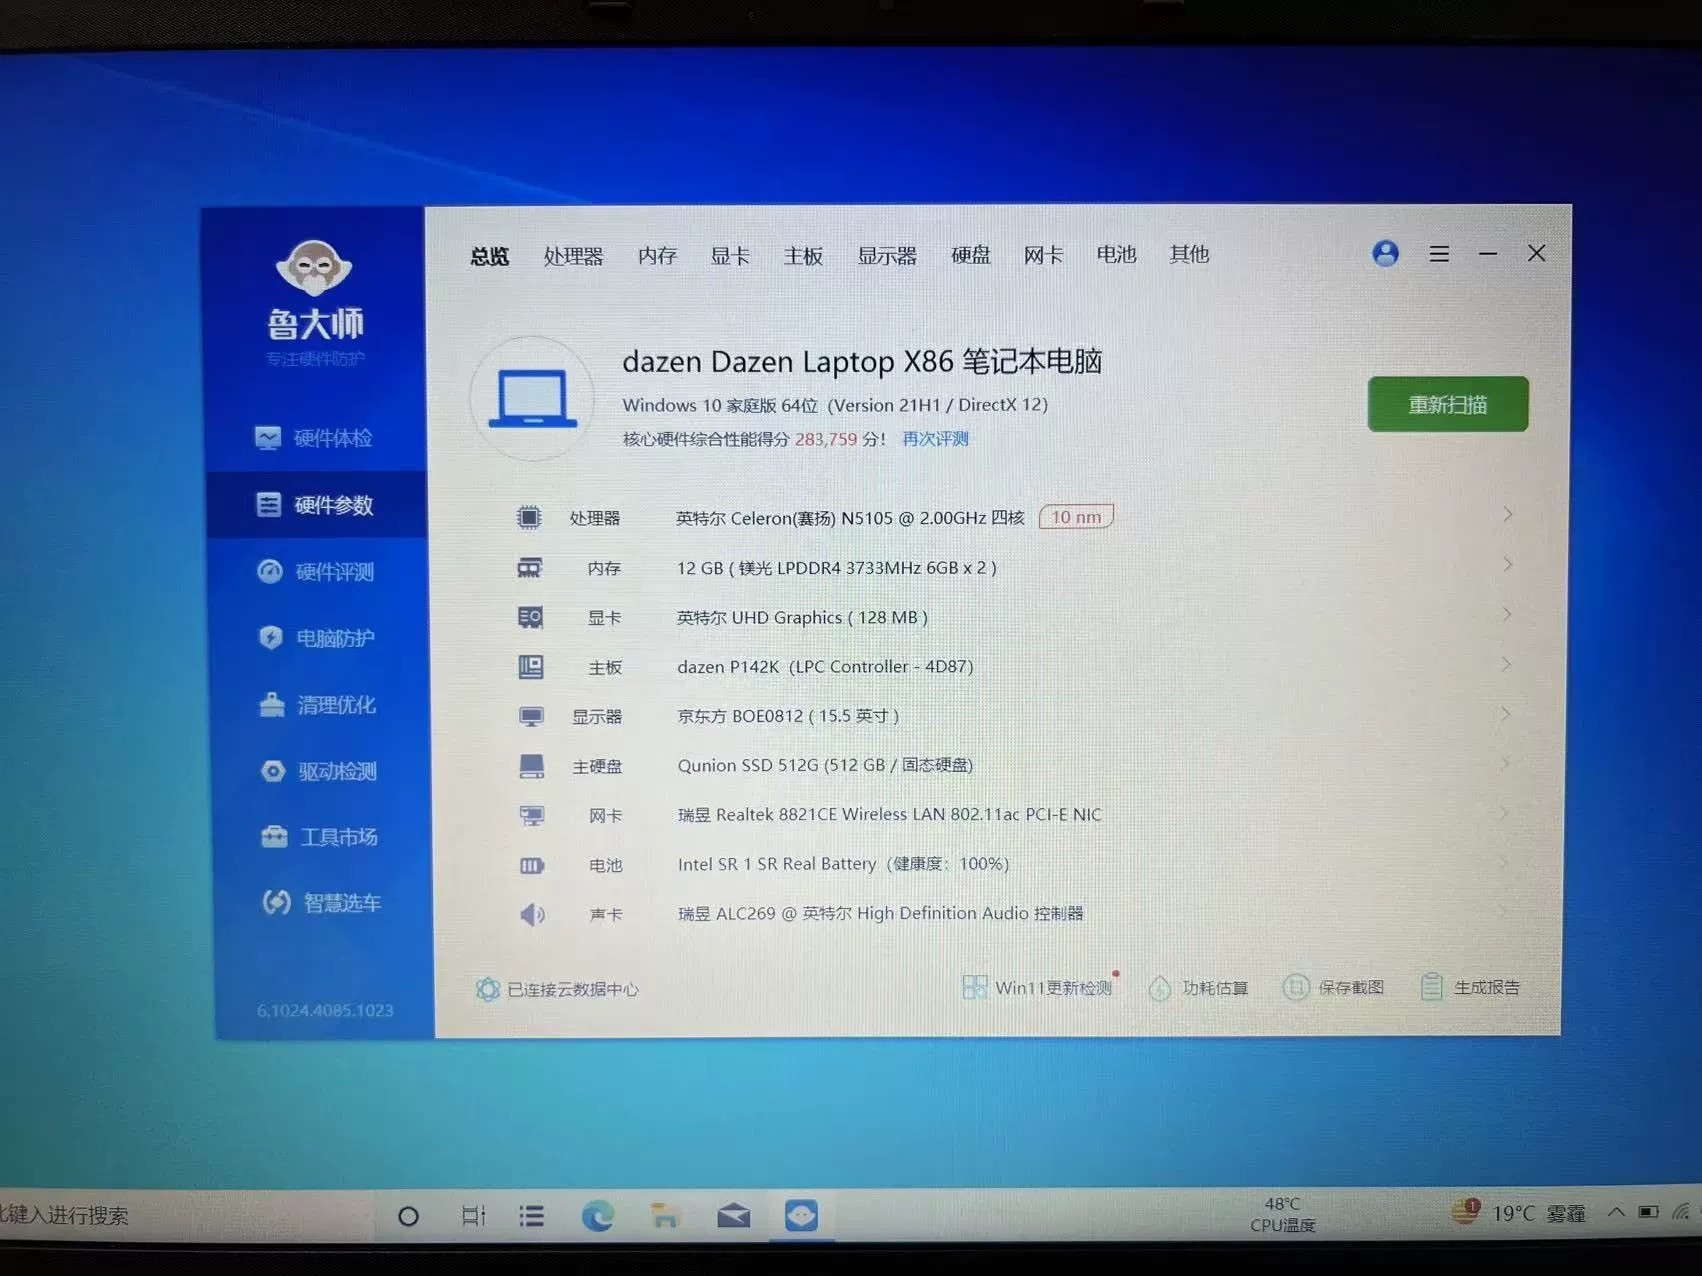 总览 处理器 内存 显卡 主板 显示器 硬盘 网卡 电池 其他
鲁大师
专注硬件防护
dazen Dazen Laptop X86 笔记本电脑
Windows 10 家庭版 64位 (Version 21H1 / DirectX 12)
核心硬件综合性能得分 283,759 分! 再次评测
重新扫描
硬件体检
硬件参数
硬件评测
电脑防护
清理优化
驱动检测
工具市场
智慧选车
6.1024.4085.1023
处理器 英特尔 Celeron(赛扬) N5105 @ 2.00GHz 四核 10 nm
内存 12 GB ( 镁光 LPDDR4 3733MHz 6GB x 2 )
显卡 英特尔 UHD Graphics ( 128 MB )
主板 dazen P142K (LPC Controller - 4D87)
显示器 京东方 BOE0812 ( 15.5 英寸 )
主硬盘 Qunion SSD 512G (512 GB / 固态硬盘)
网卡 瑞昱 Realtek 8821CE Wireless LAN 802.11ac PCI-E NIC
电池 Intel SR 1 SR Real Battery (健康度: 100%)
声卡 瑞昱 ALC269 @ 英特尔 High Definition Audio 控制器
已连接云数据中心 Win11更新检测 功耗估算 保存截图 生成报告
键入进行搜索
48°C
CPU温度
1
19°C 雾霾